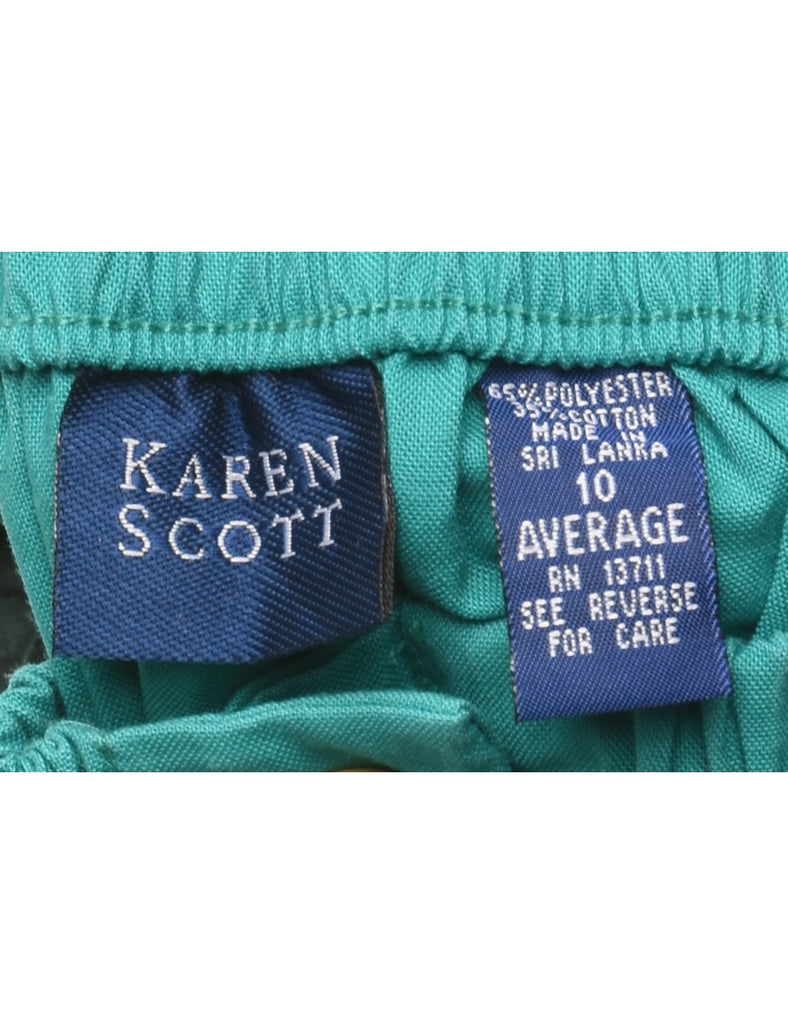 KAREN
SCOTT
65% POLYESTER
35% COTTON
MADE IN
SRI LANKA
10
AVERAGE
RN 13711
SEE REVERSE
FOR CARE